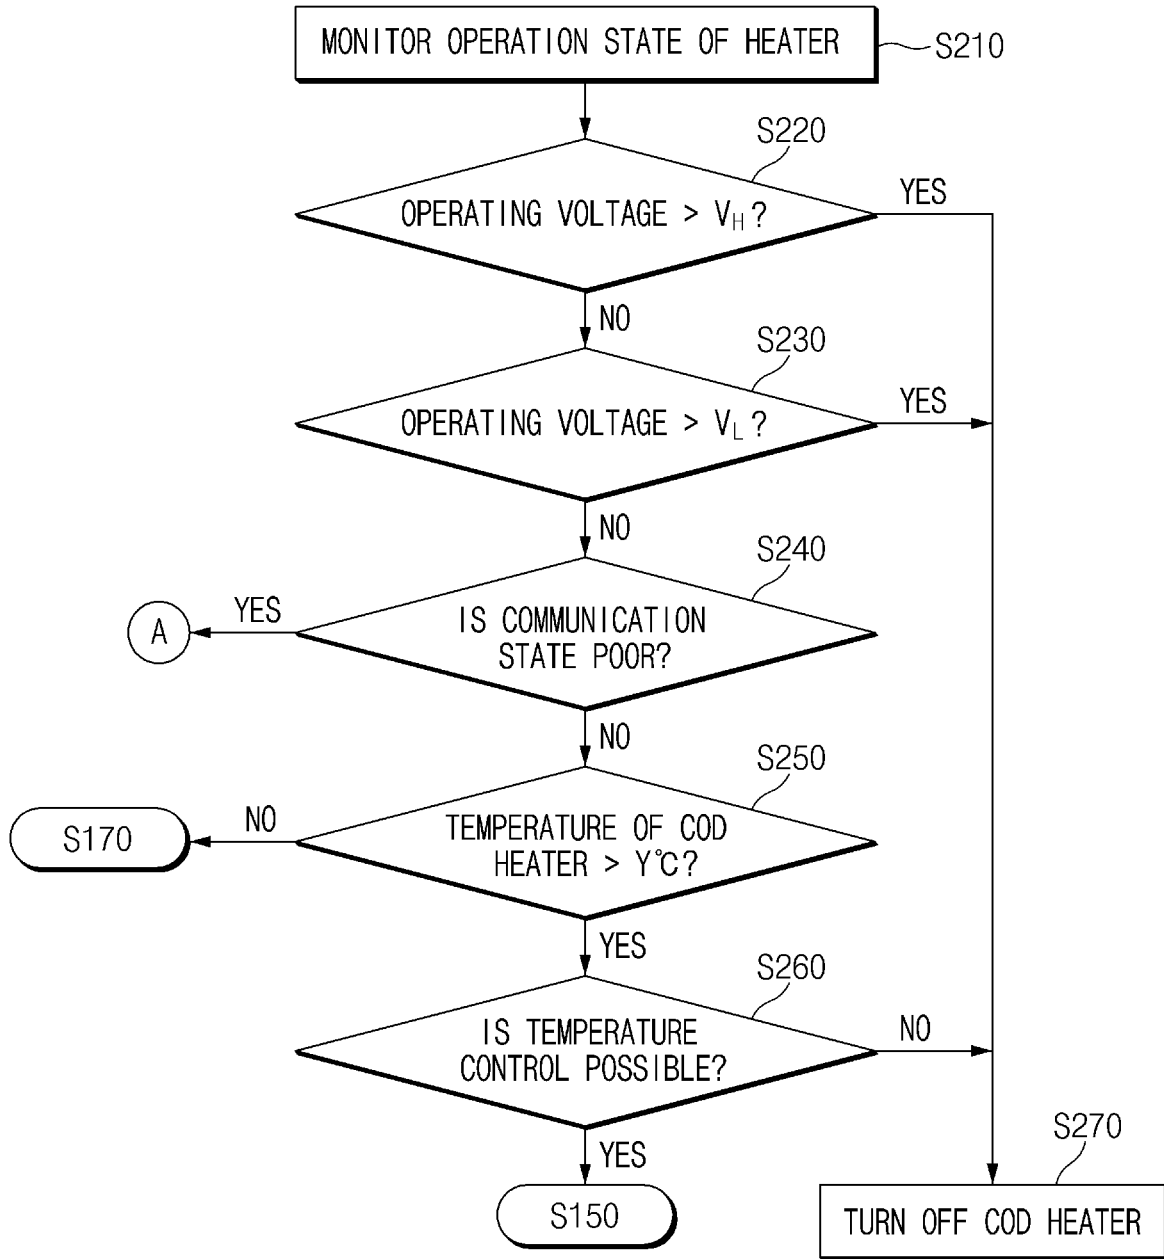 MONITOR OPERATION STATE OF HEATER
S210
S220
OPERATING VOLTAGE > VH?
YES
NO
S230
OPERATING VOLTAGE > VL?
YES
NO
S240
IS COMMUNICATION
STATE POOR?
YES
A
NO
S250
TEMPERATURE OF COD
HEATER > Y℃?
NO
S170
YES
S260
IS TEMPERATURE
CONTROL POSSIBLE?
NO
YES
S270
S150
TURN OFF COD HEATER